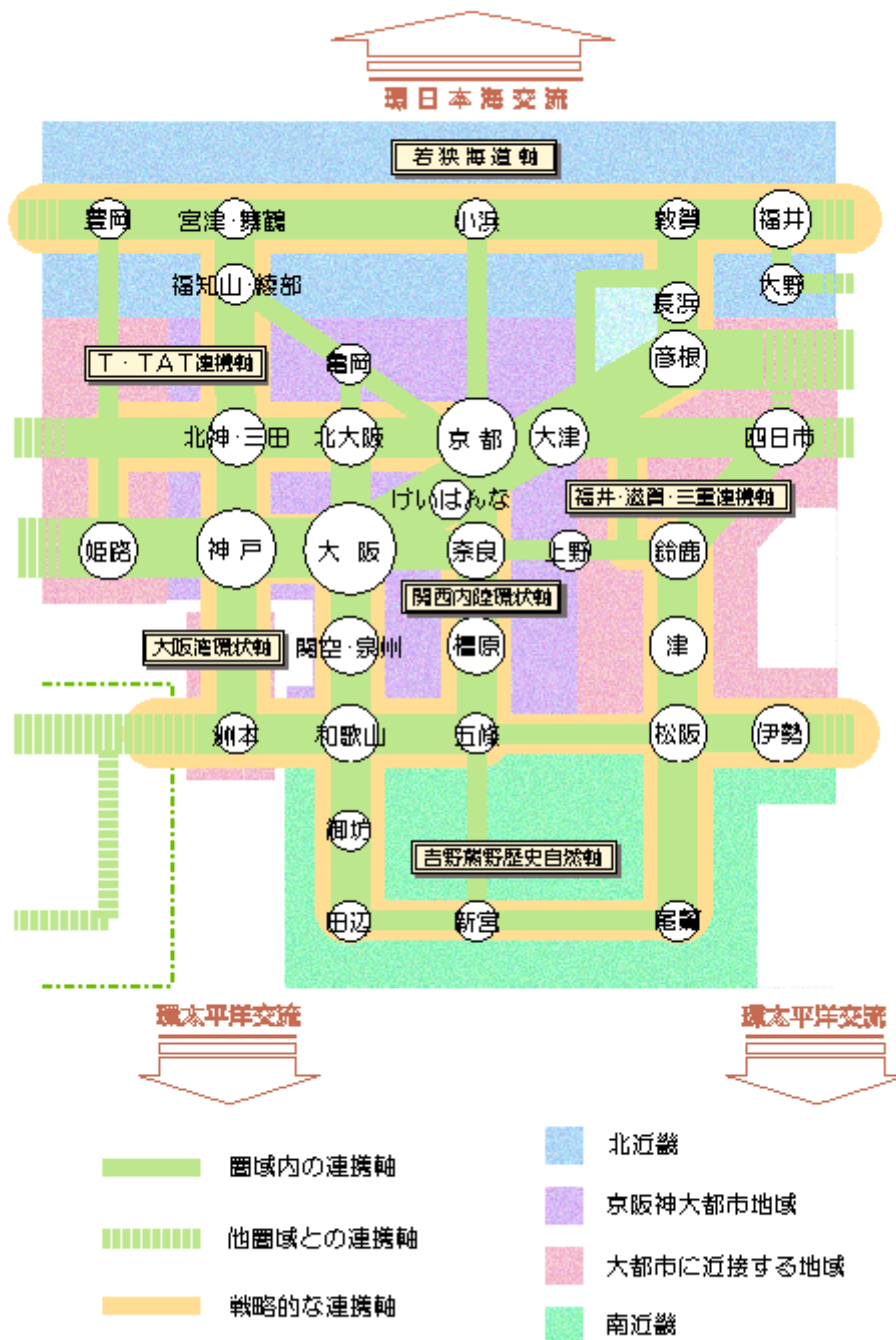 環日本海交流
若狭海道軸
豊岡 宮津・舞鶴 小浜 敦賀 福井
福知山・綾部 大野
長浜
T・TAT連携軸 亀岡 彦根
北神・三田 北大阪 京都 大津 四日市
けいはんな 福井・滋賀・三重連携軸
姫路 神戸 大阪 奈良 上野 鈴鹿
関西内陸環状軸
大阪湾環状軸 関空・泉州 橿原 津
洲本 和歌山 五條 松阪 伊勢
御坊
吉野熊野歴史自然軸
田辺 新宮 尾鷲
環太平洋交流 環太平洋交流
圏域内の連携軸
他圏域との連携軸
戦略的な連携軸
北近畿
京阪神大都市地域
大都市に近接する地域
南近畿